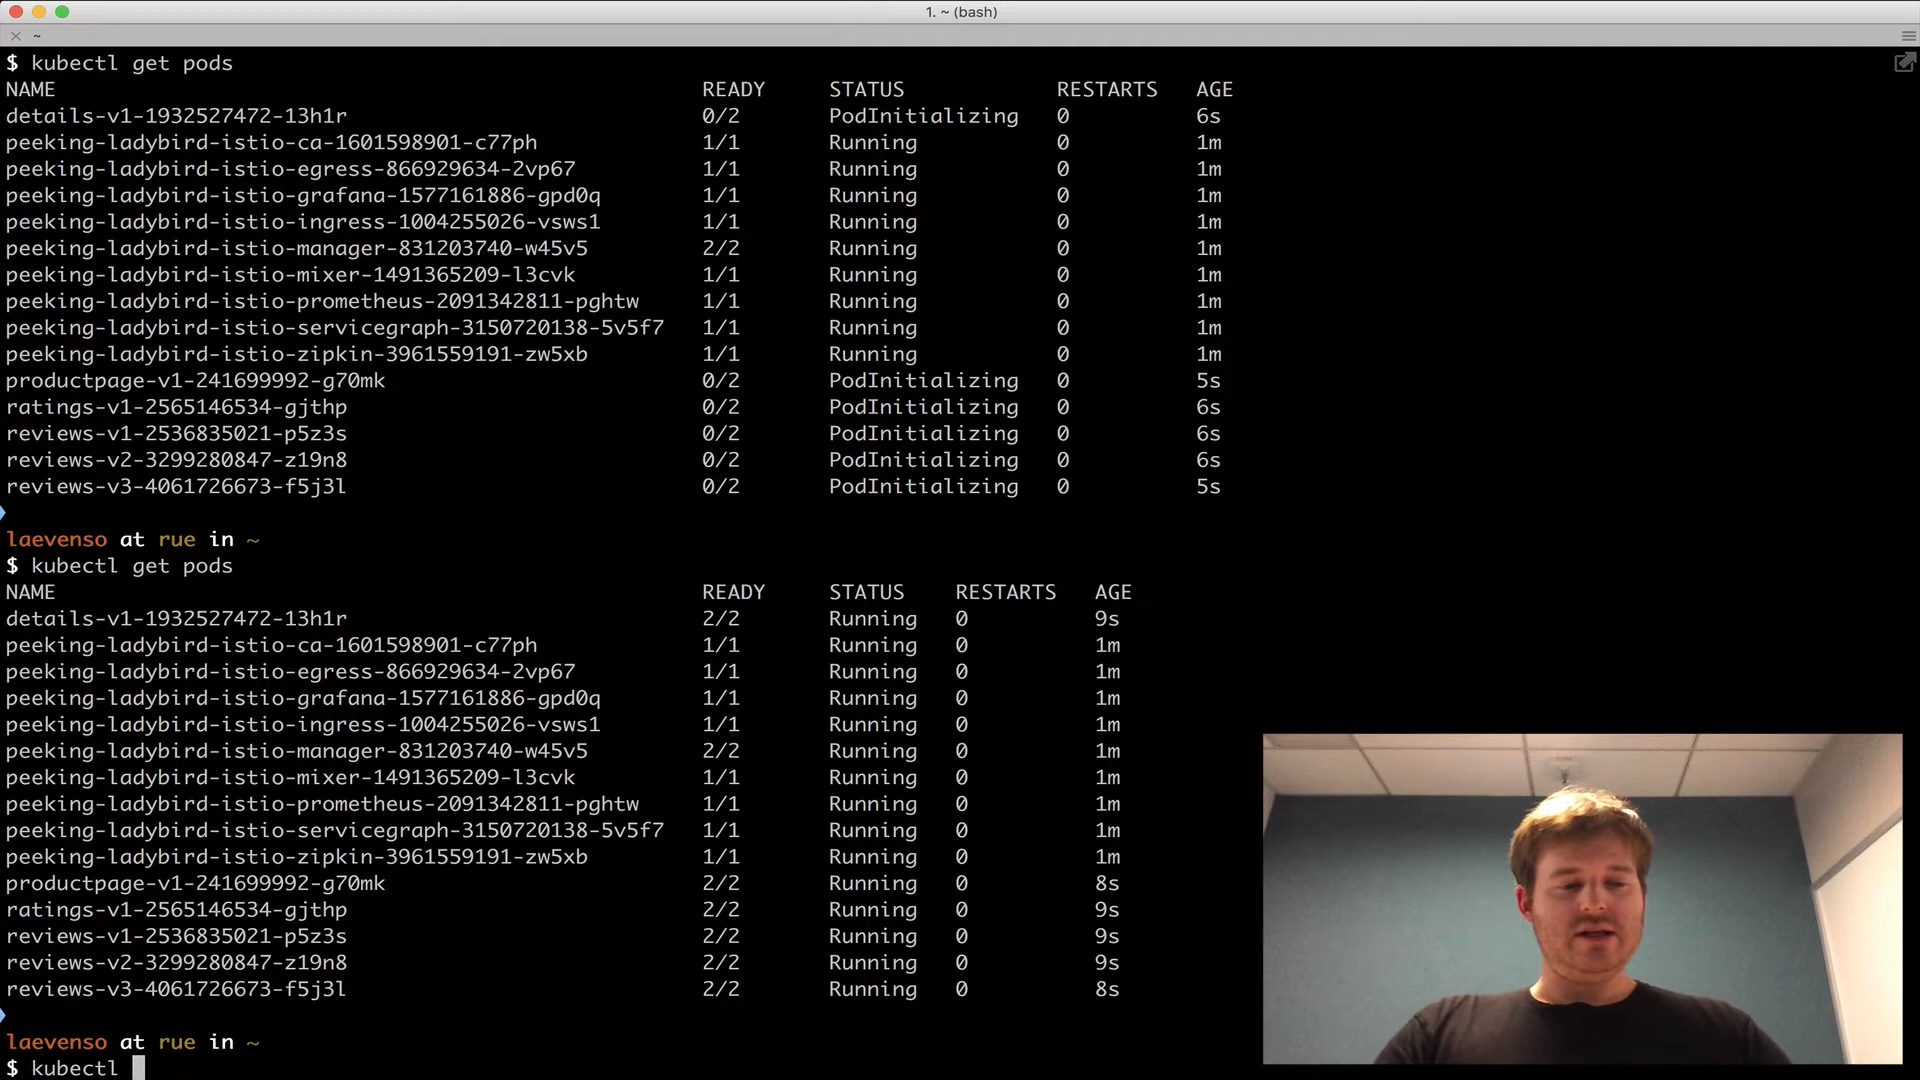 1. ~ (bash)
~
$ kubectl get pods
NAME READY STATUS RESTARTS AGE
details-v1-1932527472-13h1r 0/2 PodInitializing 0 6s
peeking-ladybird-istio-ca-1601598901-c77ph 1/1 Running 0 1m
peeking-ladybird-istio-egress-866929634-2vp67 1/1 Running 0 1m
peeking-ladybird-istio-grafana-1577161886-gpd0q 1/1 Running 0 1m
peeking-ladybird-istio-ingress-1004255026-vsws1 1/1 Running 0 1m
peeking-ladybird-istio-manager-831203740-w45v5 2/2 Running 0 1m
peeking-ladybird-istio-mixer-1491365209-l3cvk 1/1 Running 0 1m
peeking-ladybird-istio-prometheus-2091342811-pghtw 1/1 Running 0 1m
peeking-ladybird-istio-servicegraph-3150720138-5v5f7 1/1 Running 0 1m
peeking-ladybird-istio-zipkin-3961559191-zw5xb 1/1 Running 0 1m
productpage-v1-241699992-g70mk 0/2 PodInitializing 0 5s
ratings-v1-2565146534-gjthp 0/2 PodInitializing 0 6s
reviews-v1-2536835021-p5z3s 0/2 PodInitializing 0 6s
reviews-v2-3299280847-z19n8 0/2 PodInitializing 0 6s
reviews-v3-4061726673-f5j3l 0/2 PodInitializing 0 5s
laevenso at rue in ~
$ kubectl get pods
NAME READY STATUS RESTARTS AGE
details-v1-1932527472-13h1r 2/2 Running 0 9s
peeking-ladybird-istio-ca-1601598901-c77ph 1/1 Running 0 1m
peeking-ladybird-istio-egress-866929634-2vp67 1/1 Running 0 1m
peeking-ladybird-istio-grafana-1577161886-gpd0q 1/1 Running 0 1m
peeking-ladybird-istio-ingress-1004255026-vsws1 1/1 Running 0 1m
peeking-ladybird-istio-manager-831203740-w45v5 2/2 Running 0 1m
peeking-ladybird-istio-mixer-1491365209-l3cvk 1/1 Running 0 1m
peeking-ladybird-istio-prometheus-2091342811-pghtw 1/1 Running 0 1m
peeking-ladybird-istio-servicegraph-3150720138-5v5f7 1/1 Running 0 1m
peeking-ladybird-istio-zipkin-3961559191-zw5xb 1/1 Running 0 1m
productpage-v1-241699992-g70mk 2/2 Running 0 8s
ratings-v1-2565146534-gjthp 2/2 Running 0 9s
reviews-v1-2536835021-p5z3s 2/2 Running 0 9s
reviews-v2-3299280847-z19n8 2/2 Running 0 9s
reviews-v3-4061726673-f5j3l 2/2 Running 0 8s
laevenso at rue in ~
$ kubectl